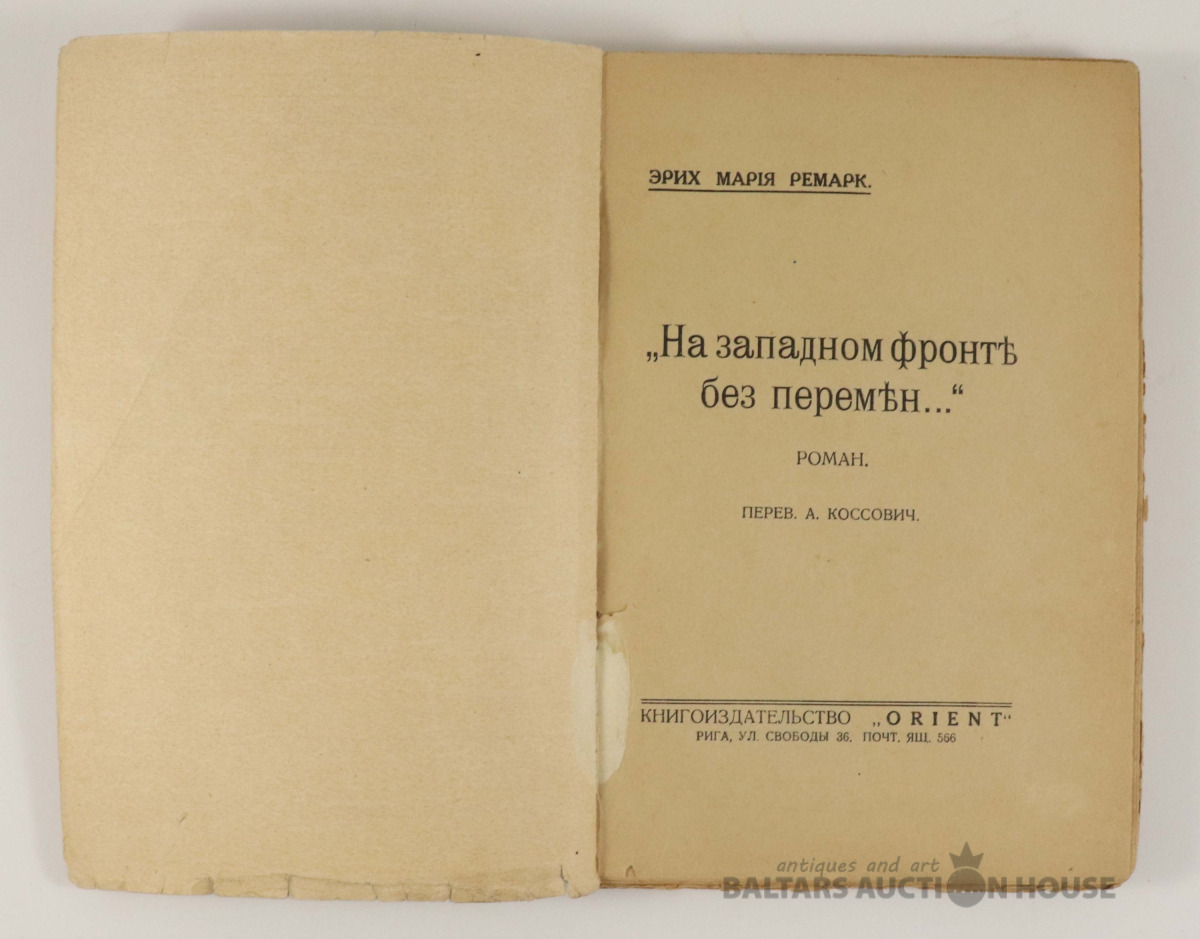 ЭРИХ МАРІЯ РЕМАРК.
„На западном фронтѣ
без перемѣн...“
РОМАН.
ПЕРЕВ. А. КОССОВИЧ.
КНИГОИЗДАТЕЛЬСТВО „ORIENT“
РИГА, УЛ. СВОБОДЫ 36. ПОЧТ. ЯЩ. 566
antiques and art
BALTARS AUCTION HOUSE